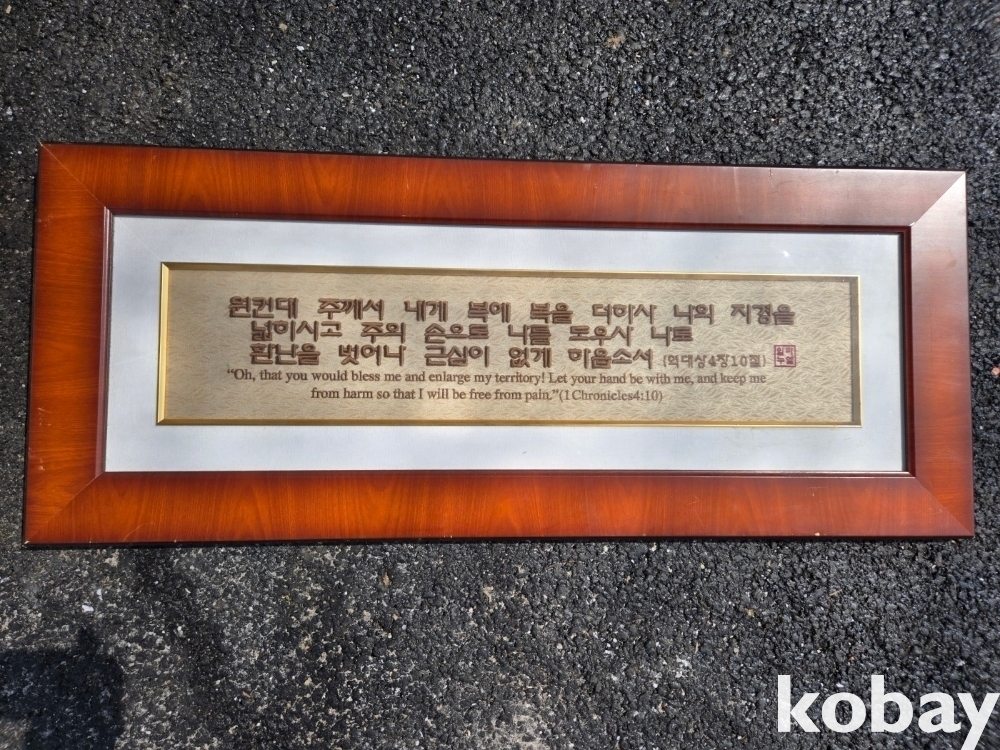 원컨대 주께서 내게 복에 복을 더하사 나의 지경을
넓히시고 주의 손으로 나를 도우사 나로
환난을 벗어나 근심이 없게 하옵소서 (역대상4장10절)
“Oh, that you would bless me and enlarge my territory! Let your hand be with me, and keep me
from harm so that I will be free from pain.”(1Chronicles4:10)
kobay